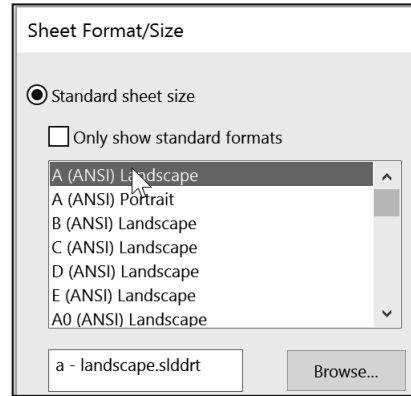 Sheet Format/Size
Standard sheet size
Only show standard formats
A (ANSI) Landscape
A (ANSI) Portrait
B (ANSI) Landscape
C (ANSI) Landscape
D (ANSI) Landscape
E (ANSI) Landscape
A0 (ANSI) Landscape
a - landscape.slddrt
Browse...